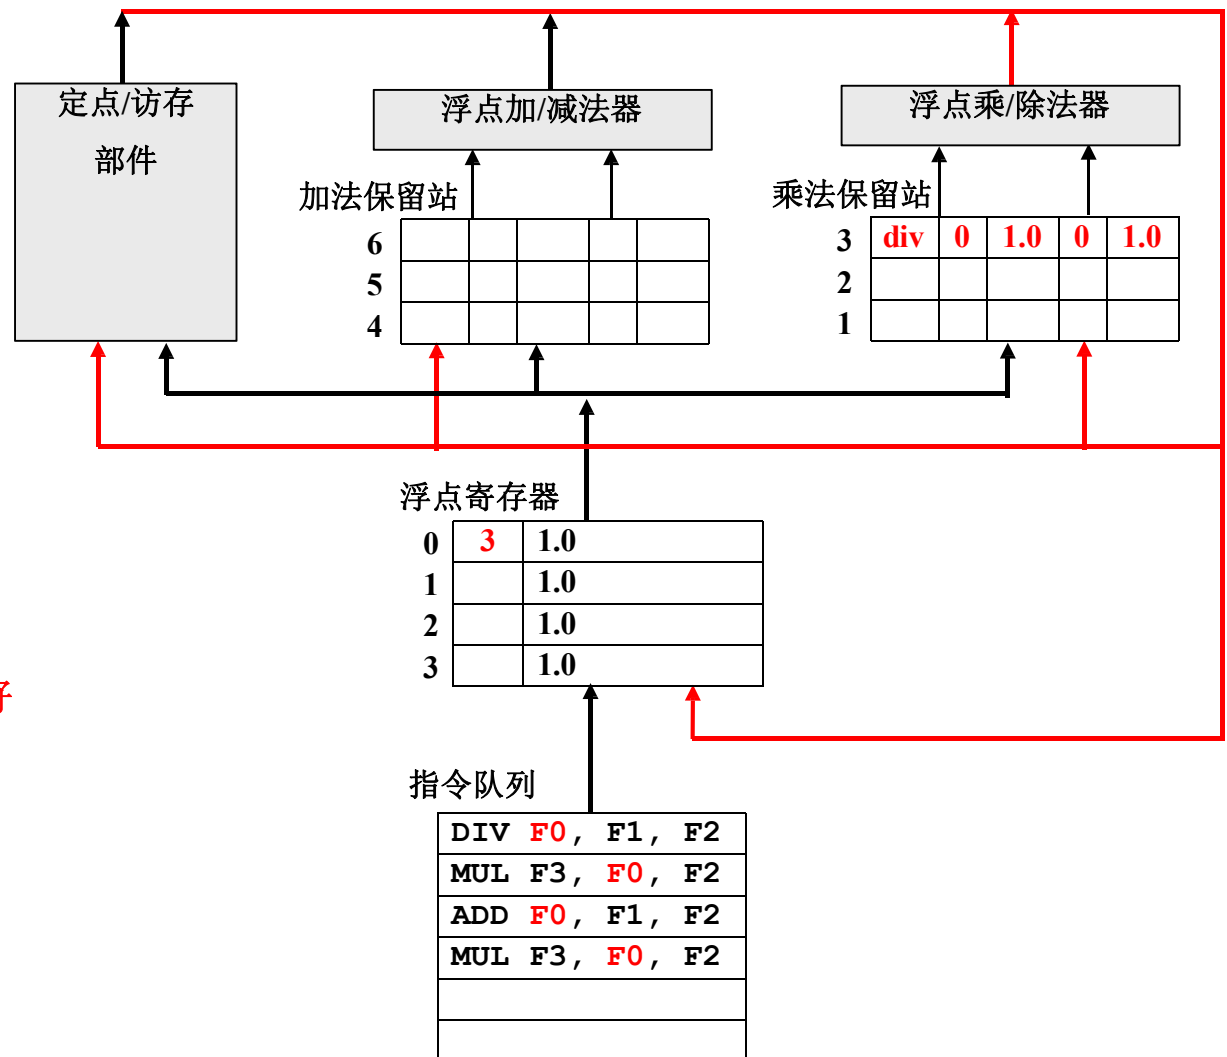 定点/访存
部件
浮点加/减法器
浮点乘/除法器
加法保留站
乘法保留站
6
5
4
3 div 0 1.0 0 1.0
2
1
浮点寄存器
0 3 1.0
1 1.0
2 1.0
3 1.0
指令队列
DIV F0, F1, F2
MUL F3, F0, F2
ADD F0, F1, F2
MUL F3, F0, F2